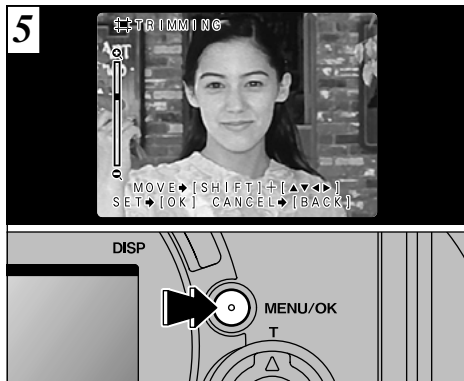 5
TRIMMING
MOVE➡[SHIFT]+[▲▼◀▶]
SET➡[OK] CANCEL➡[BACK]
DISP
MENU/OK
T